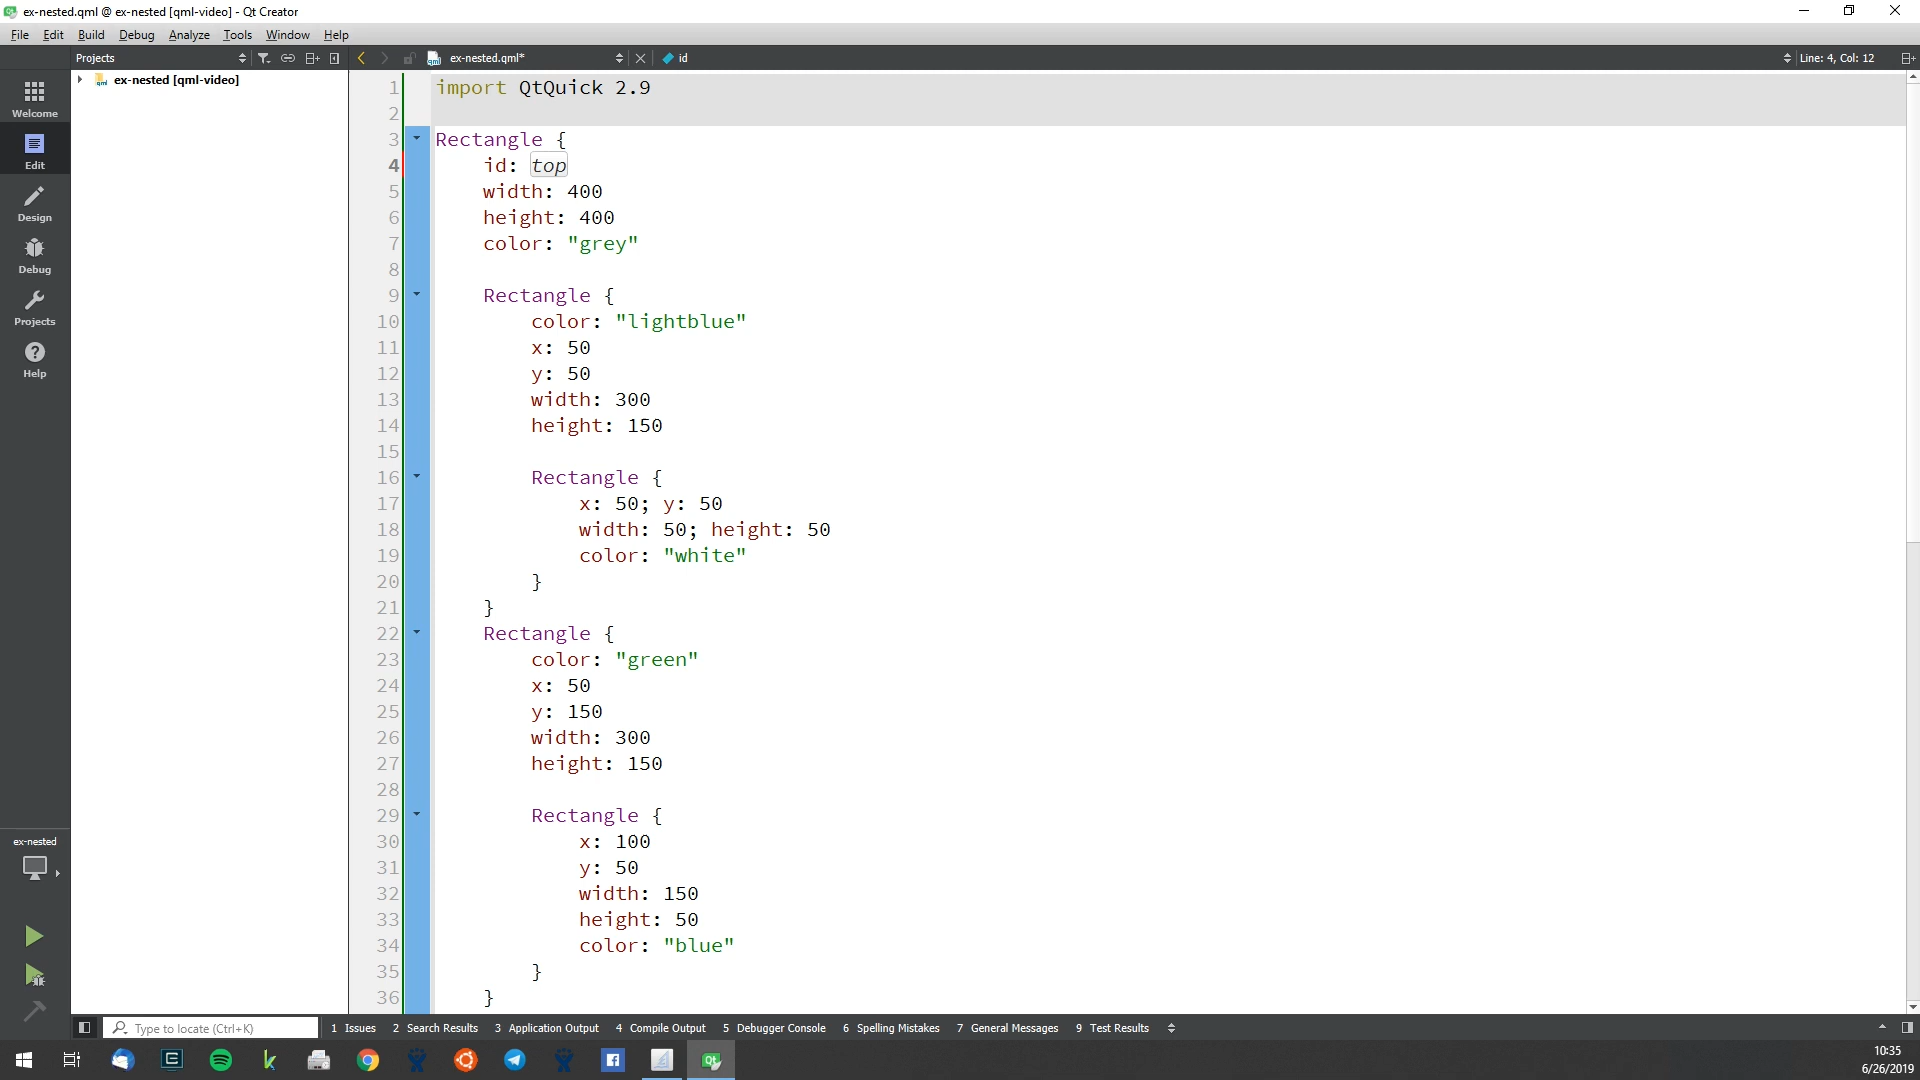 ex-nested.qml @ ex-nested [qml-video] - Qt Creator
File Edit Build Debug Analyze Tools Window Help
Projects
ex-nested.qml*
id
Line: 4, Col: 12
ex-nested [qml-video]
Welcome
Edit
Design
Debug
Projects
Help
1 import QtQuick 2.9
2
3 Rectangle {
4 id: top
5 width: 400
6 height: 400
7 color: "grey"
8
9 Rectangle {
10 color: "lightblue"
11 x: 50
12 y: 50
13 width: 300
14 height: 150
15
16 Rectangle {
17 x: 50; y: 50
18 width: 50; height: 50
19 color: "white"
20 }
21 }
22 Rectangle {
23 color: "green"
24 x: 50
25 y: 150
26 width: 300
27 height: 150
28
29 Rectangle {
30 x: 100
31 y: 50
32 width: 150
33 height: 50
34 color: "blue"
35 }
36 }
ex-nested
Type to locate (Ctrl+K)
1 Issues 2 Search Results 3 Application Output 4 Compile Output 5 Debugger Console 6 Spelling Mistakes 7 General Messages 9 Test Results
10:35
6/26/2019